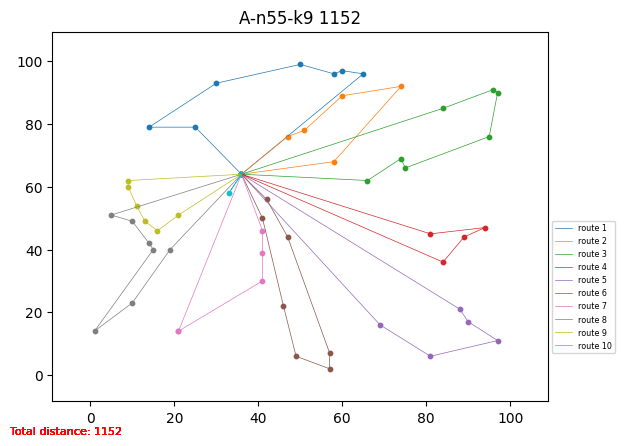 A-n55-k9 1152
100
80
60
40
20
0
0 20 40 60 80 100
route 1
route 2
route 3
route 4
route 5
route 6
route 7
route 8
route 9
route 10
Total distance: 1152